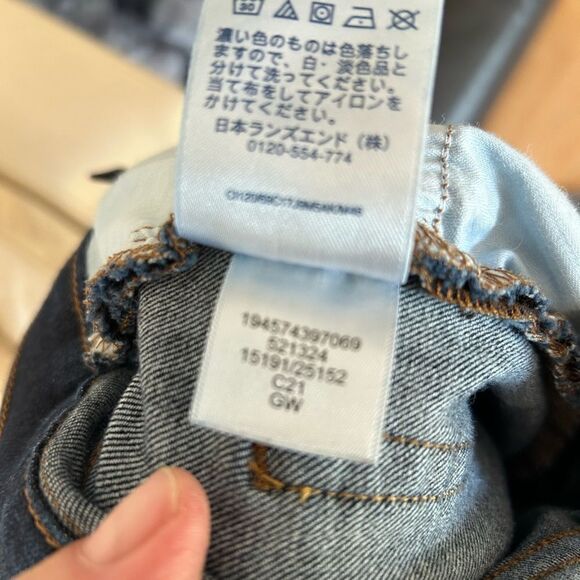 30
濃い色のものは色落ちし
ますので、白・淡色品と
分けて洗ってください。
当て布をしてアイロンを
かけてください。
日本ランズエンド（株）
0120-554-774
194574397069
521324
15191/25152
C21
GW